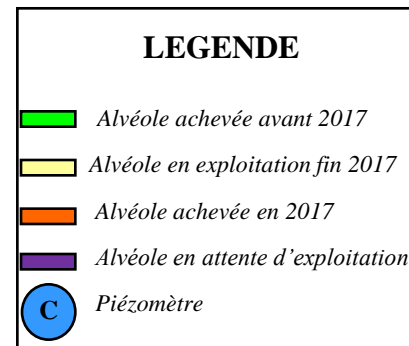 LEGENDE
Alvéole achevée avant 2017
Alvéole en exploitation fin 2017
Alvéole achevée en 2017
Alvéole en attente d'exploitation
C Piézomètre